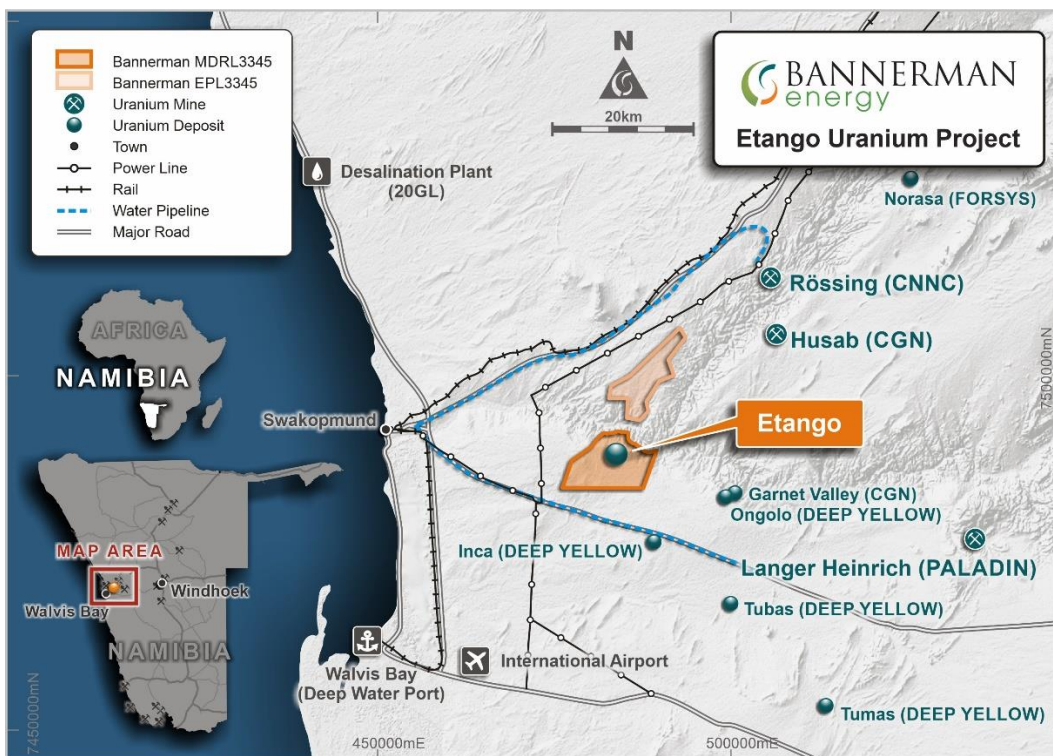 Bannerman MDRL3345
Bannerman EPL3345
Uranium Mine
Uranium Deposit
Town
Power Line
Rail
Water Pipeline
Major Road
N
20km
BANNERMAN
energy
Etango Uranium Project
Desalination Plant
(20GL)
Norasa (FORSYS)
Rössing (CNNC)
Husab (CGN)
7500000mN
AFRICA
NAMIBIA
Swakopmund
Etango
Garnet Valley (CGN)
Ongolo (DEEP YELLOW)
Inca (DEEP YELLOW)
Langer Heinrich (PALADIN)
MAP AREA
Windhoek
Walvis Bay
NAMIBIA
Tubas (DEEP YELLOW)
International Airport
Walvis Bay
(Deep Water Port)
Tumas (DEEP YELLOW)
7450000mN
450000mE
500000mE